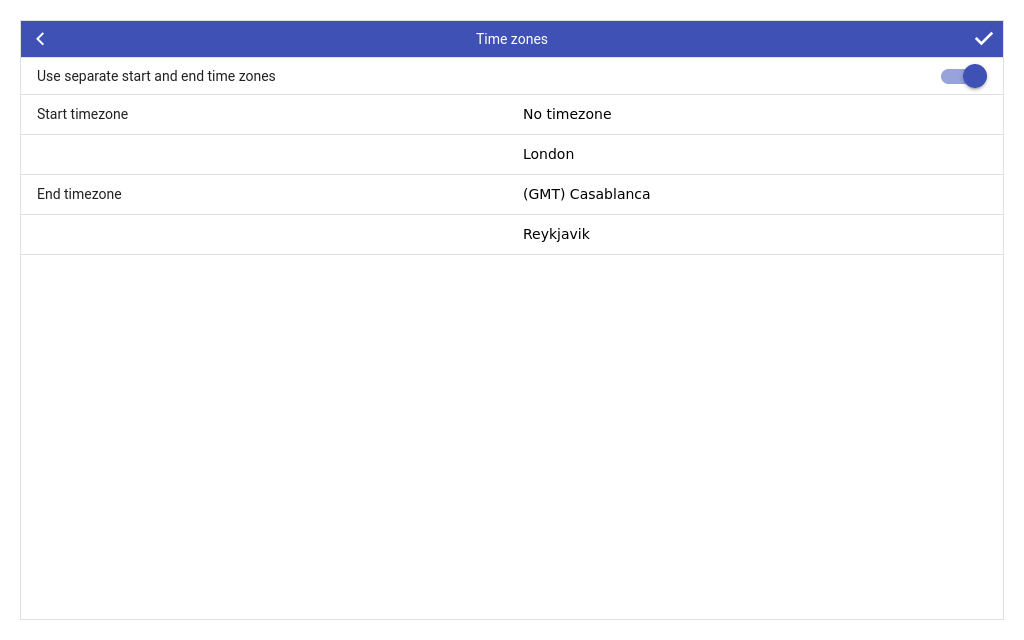 Time zones
Use separate start and end time zones
Start timezone No timezone
London
End timezone (GMT) Casablanca
Reykjavik